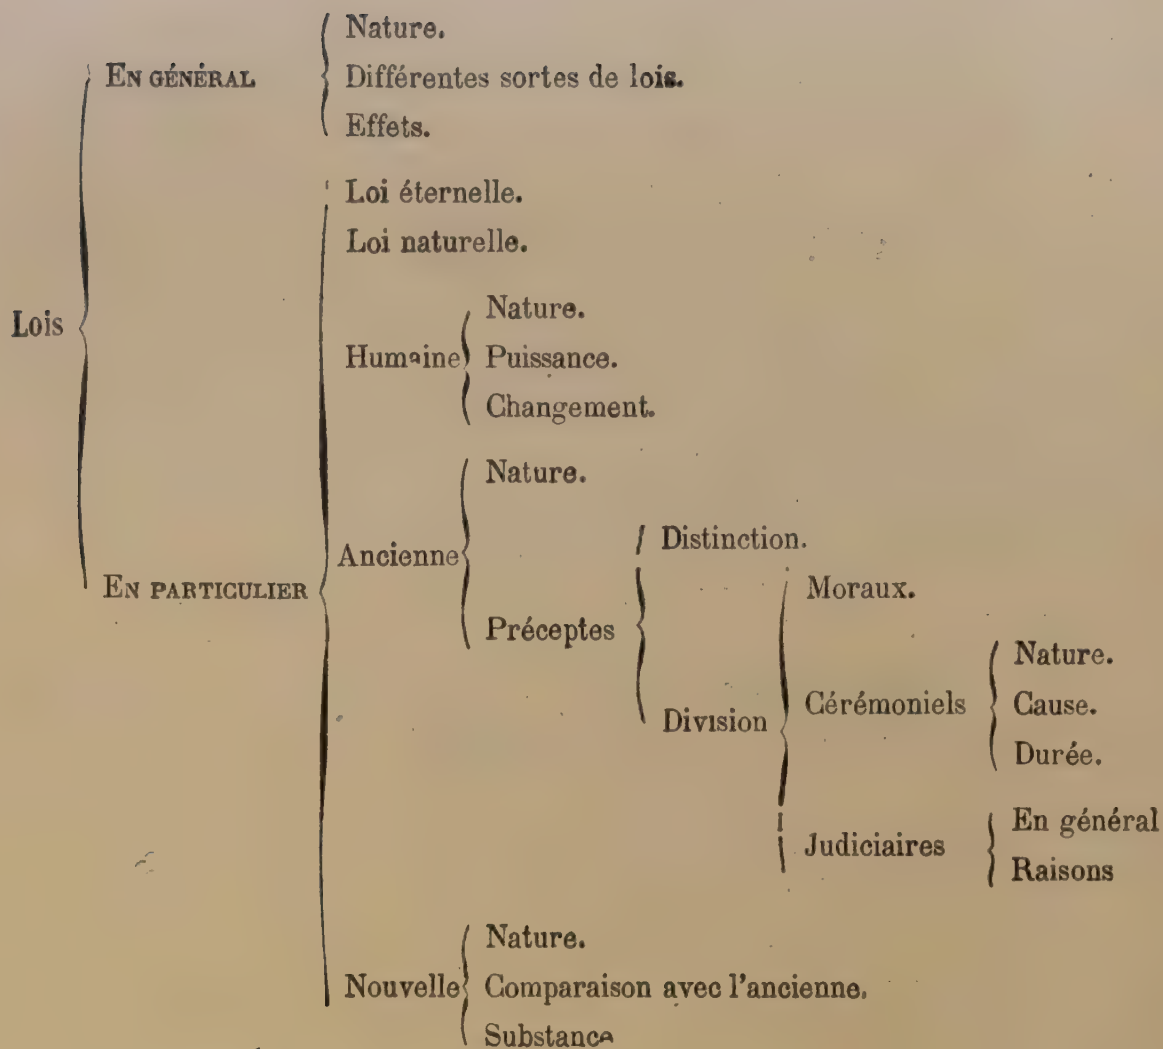 Nature.
EN GÉNÉRAL
Différentes sortes de lois.
Effets.
Loi éternelle.
Loi naturelle.
Lois
Nature.
Humaine
Puissance.
Changement.
Nature.
Ancienne
Distinction.
EN PARTICULIER
Moraux.
Préceptes
Nature.
Division
Cérémoniels
Cause.
Durée.
En général
Judiciaires
Raisons
Nature.
Nouvelle
Comparaison avec l'ancienne.
Substance